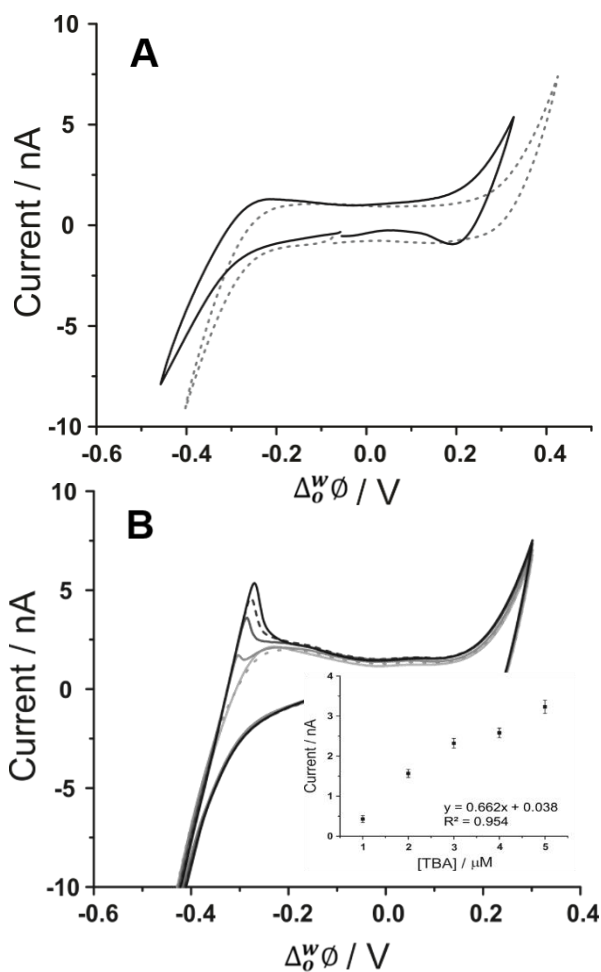 A
10
5
0
-5
-10
Current / nA
-0.6 -0.4 -0.2 0.0 0.2 0.4
Δ_o^w ∅ / V
B
10
5
0
-5
-10
Current / nA
4
3
2
1
0
Current / nA
y = 0.662x + 0.038
R² = 0.954
1 2 3 4 5
[TBA] / μM
-0.6 -0.4 -0.2 0.0 0.2 0.4
Δ_o^w ∅ / V